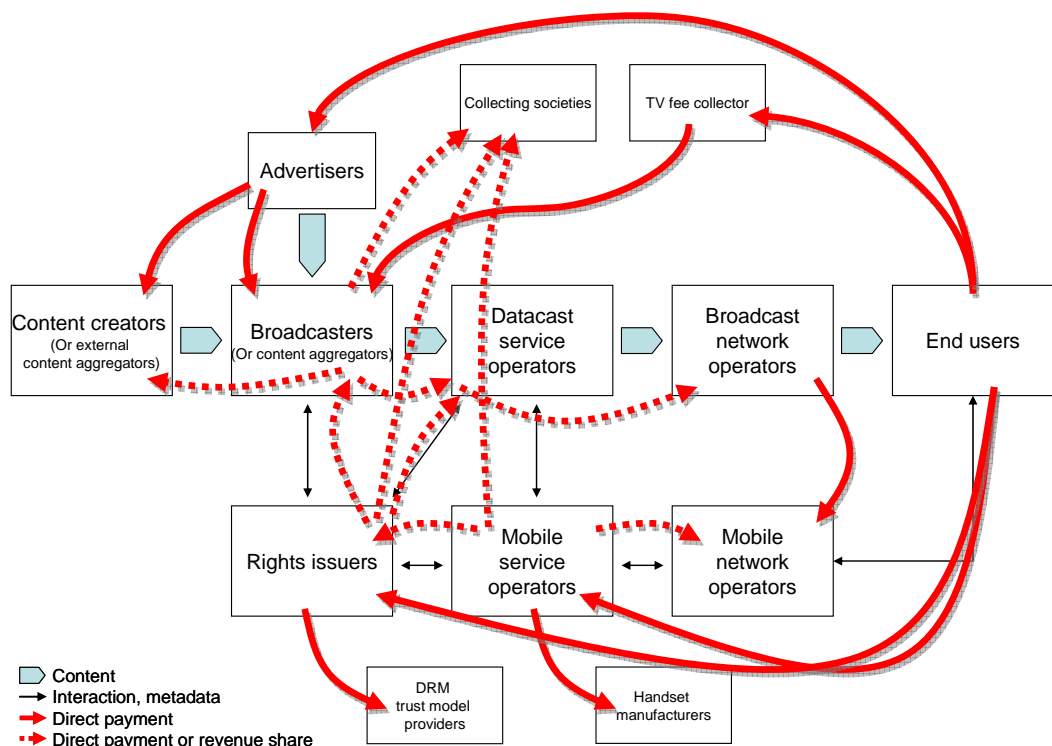 Collecting societies
TV fee collector
Advertisers
Content creators
(Or external
content aggregators)
Broadcasters
(Or content aggregators)
Datacast
service
operators
Broadcast
network
operators
End users
Rights issuers
Mobile
service
operators
Mobile
network
operators
DRM
trust model
providers
Handset
manufacturers
Content
Interaction, metadata
Direct payment
Direct payment or revenue share